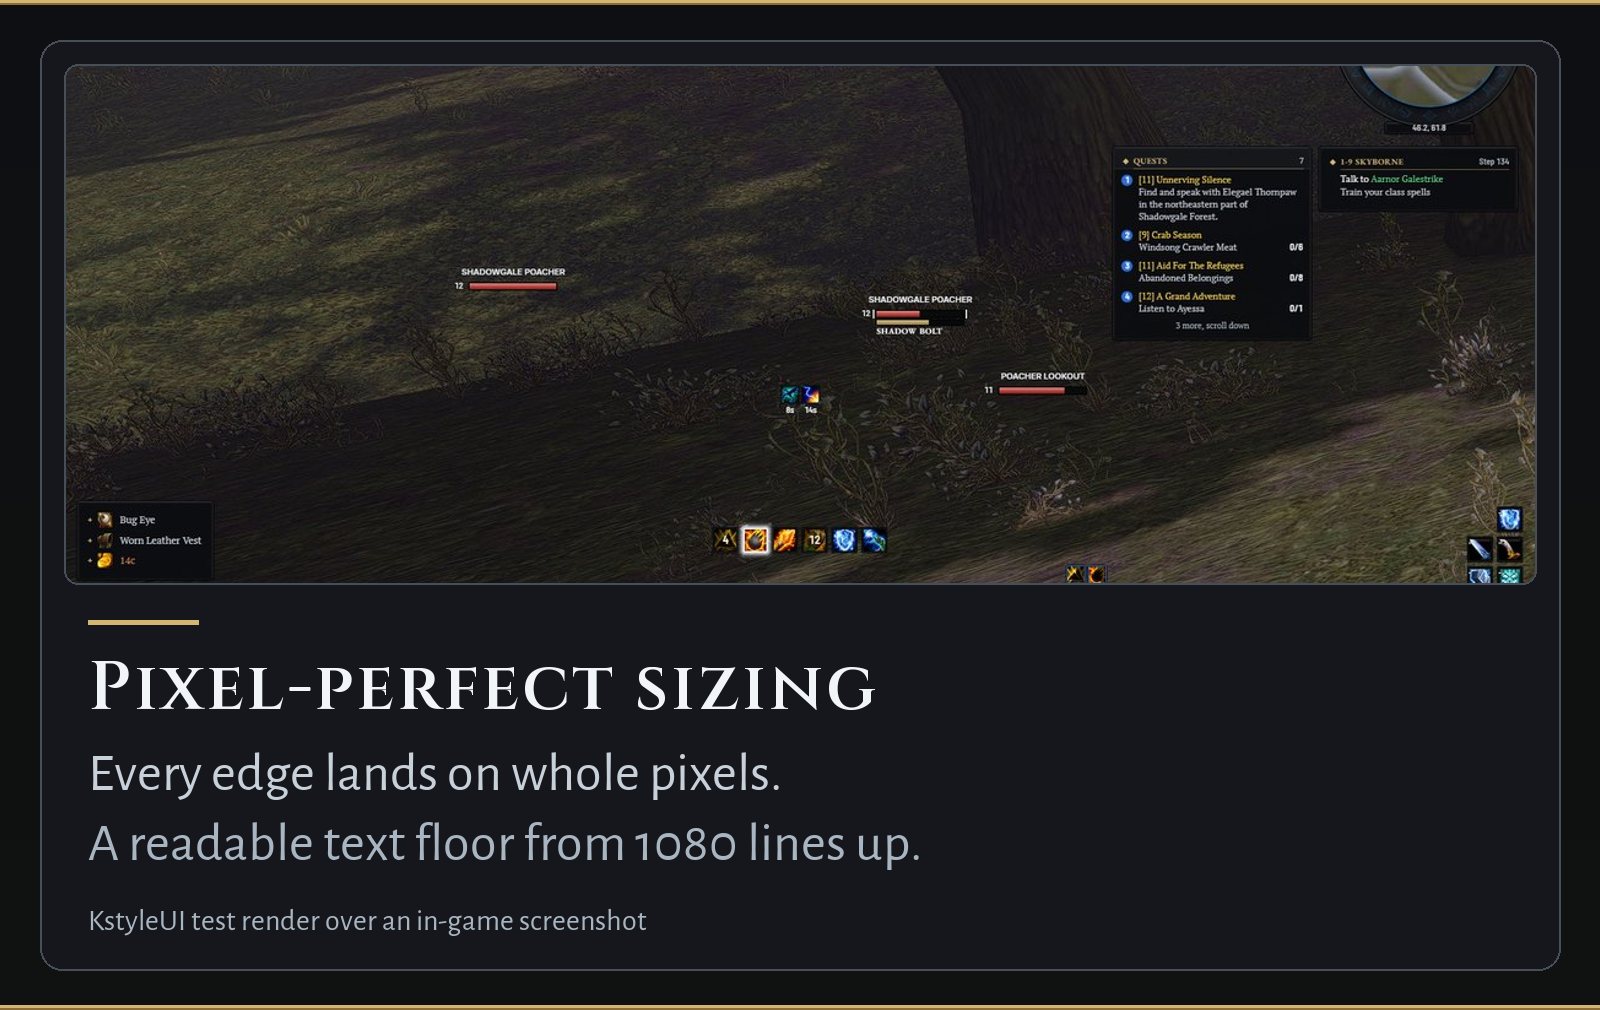 46.2, 61.8
QUESTS 7
1 [11] Unnerving Silence
Find and speak with Elegael Thornpaw
in the northeastern part of
Shadowgale Forest.
2 [9] Crab Season
Windsong Crawler Meat 0/6
3 [11] Aid For The Refugees
Abandoned Belongings 0/8
4 [12] A Grand Adventure
Listen to Ayessa 0/1
3 more, scroll down
1-9 SKYBORNE Step 134
Talk to Aarnor Galestrike
Train your class spells
SHADOWGALE POACHER
12
SHADOWGALE POACHER
12
SHADOW BOLT
POACHER LOOKOUT
11
8s 14s
Bug Eye
Worn Leather Vest
14c
4 12
Pixel-perfect sizing
Every edge lands on whole pixels.
A readable text floor from 1080 lines up.
KstyleUI test render over an in-game screenshot